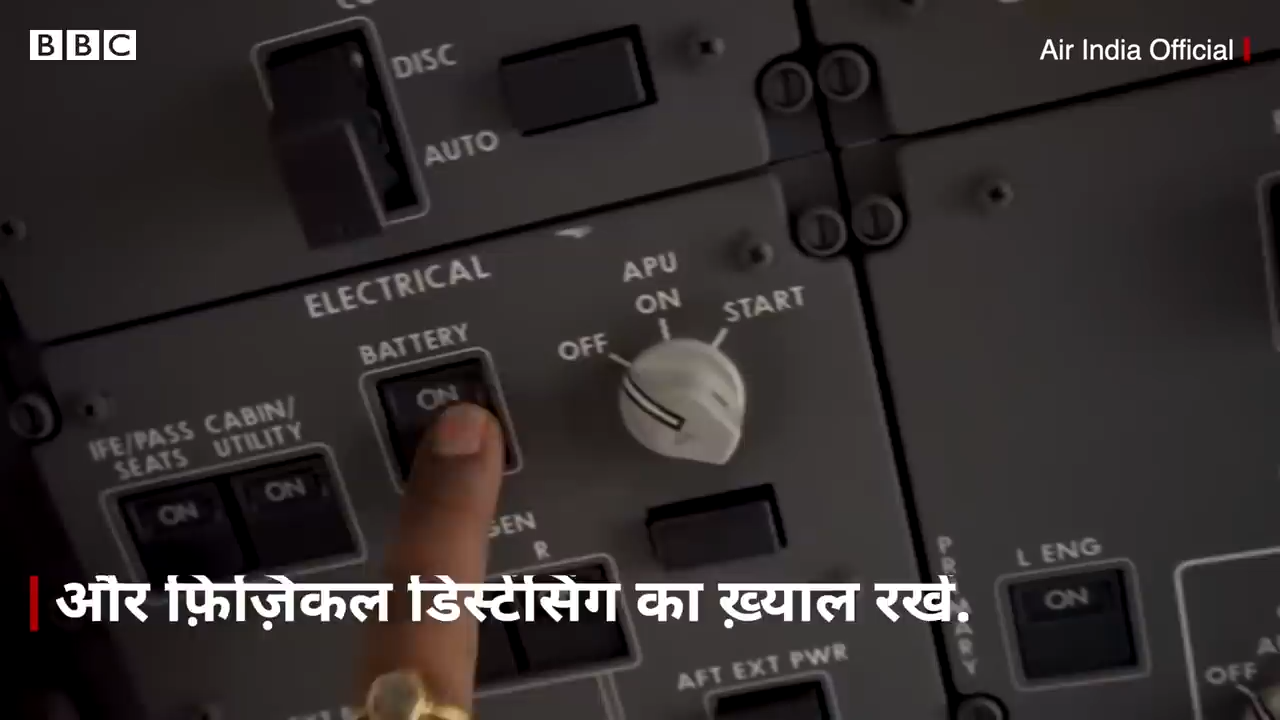 BBC
Air India Official
DISC
AUTO
ELECTRICAL
APU
BATTERY
OFF
ON
START
ON
IFE/PASS SEATS
CABIN/ UTILITY
ON
ON
GEN
R
L ENG
ON
और फ़िज़िकल डिस्टेंसिंग का ख़्याल रखें.
AFT EXT PWR
OFF